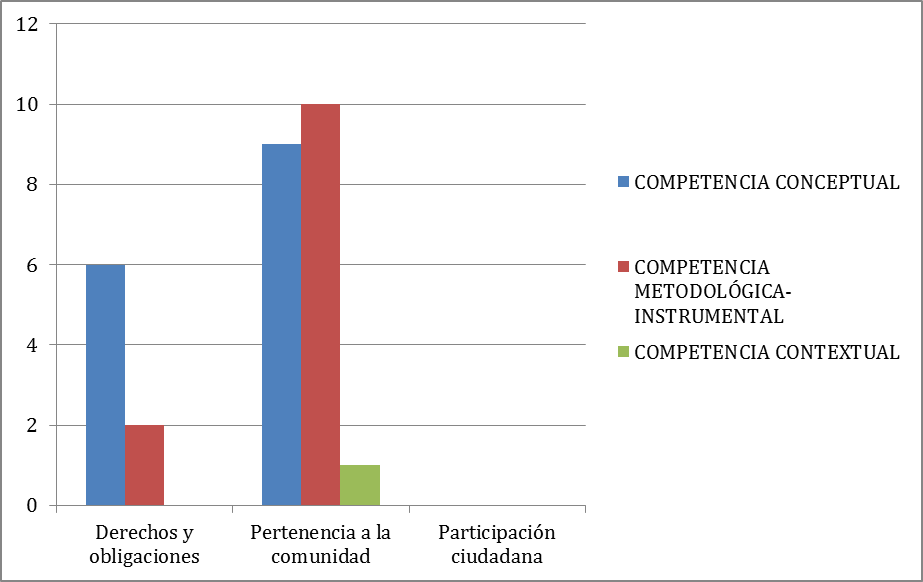 12
10
8
6
4
2
0
Derechos y
obligaciones
Pertenencia a la
comunidad
Participación
ciudadana
COMPETENCIA CONCEPTUAL
COMPETENCIA
METODOLÓGICA-
INSTRUMENTAL
COMPETENCIA CONTEXTUAL